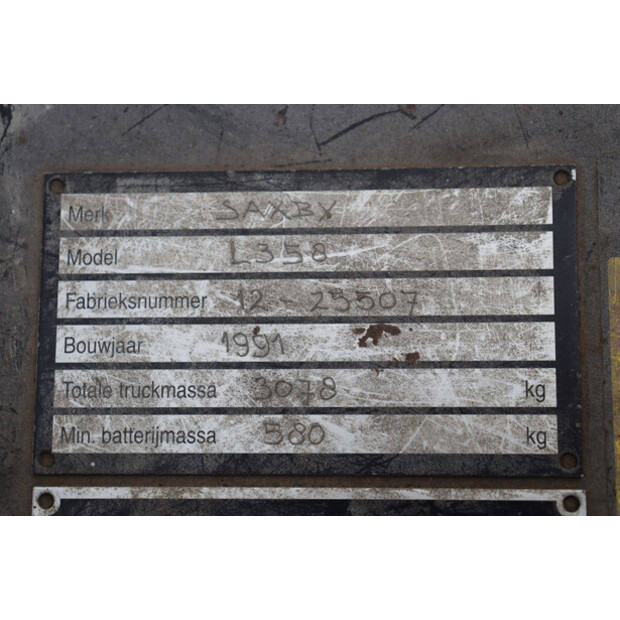 Merk SAXBY
Model L358
Fabrieksnummer 12-25507
Bouwjaar 1991
Totale truckmassa 3078 kg
Min. batterijmassa 580 kg